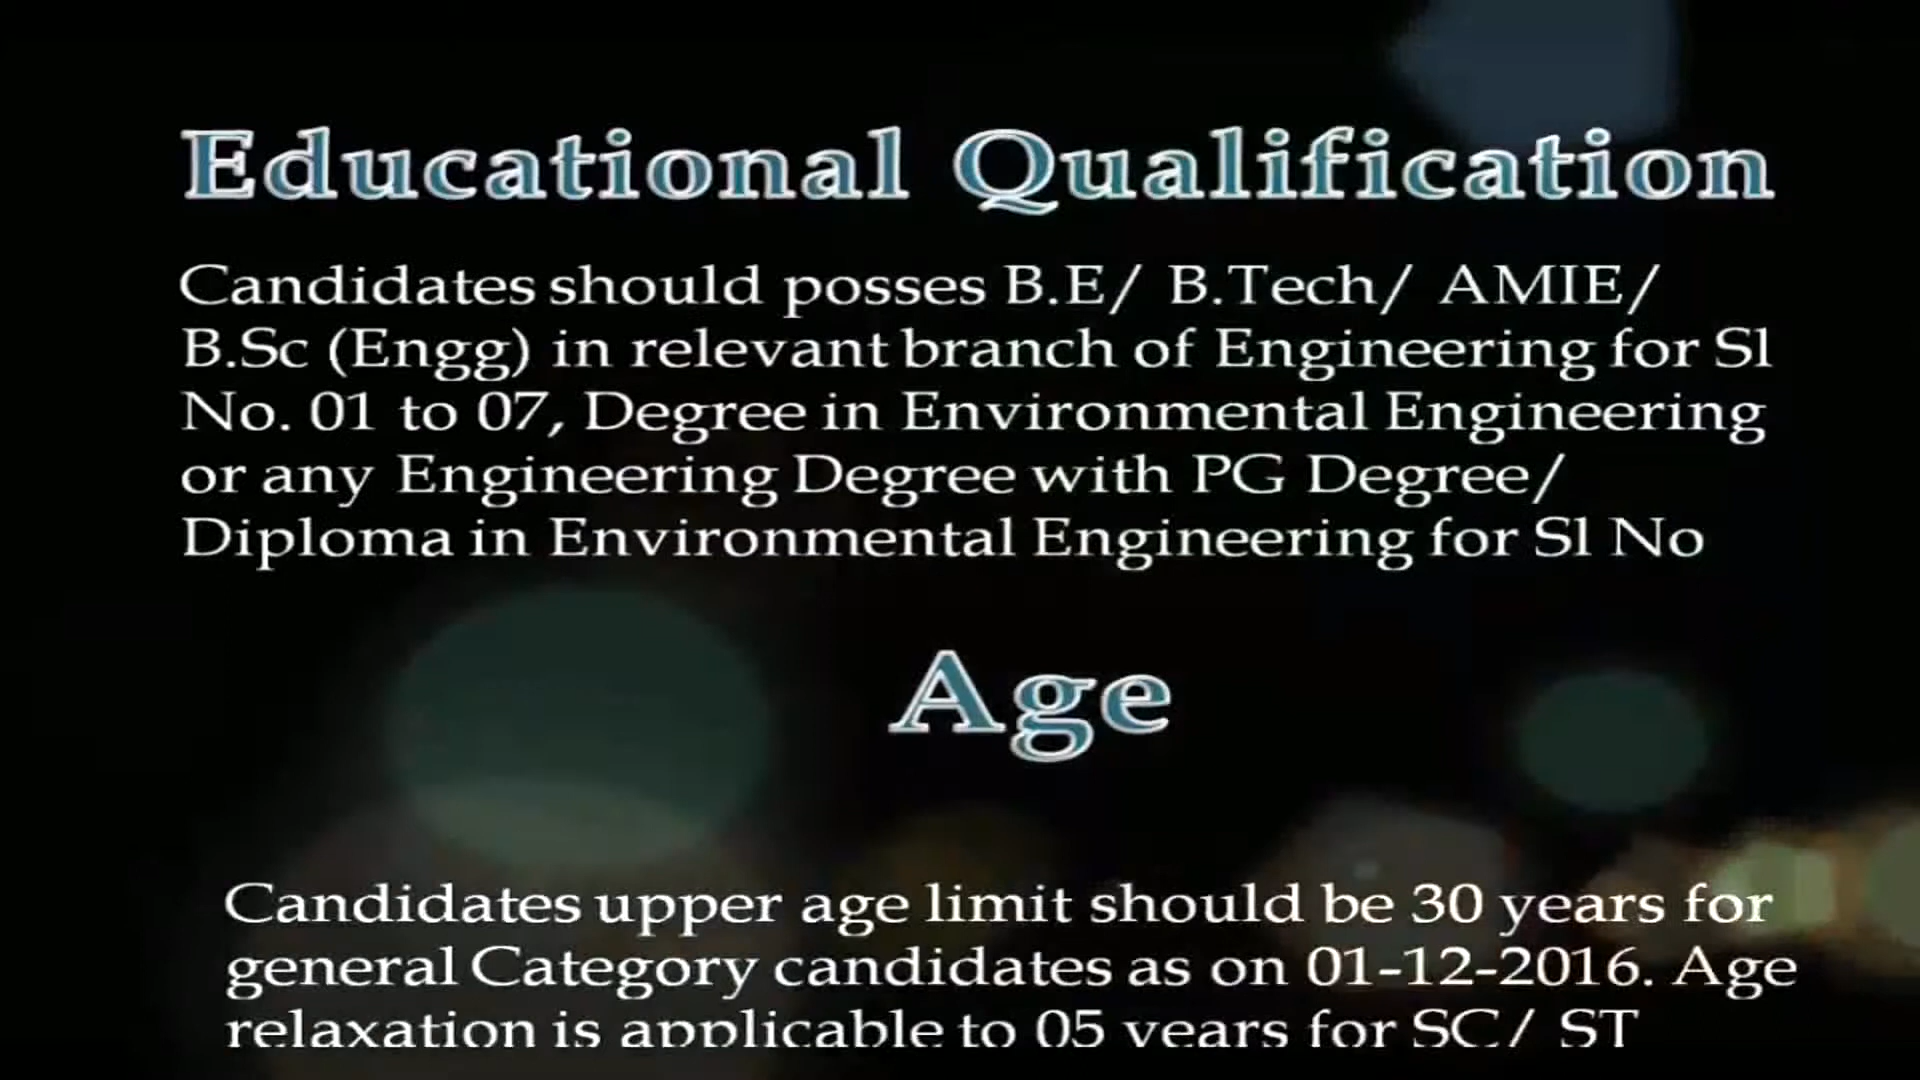 Educational Qualification
Candidates should posses B.E/ B.Tech/ AMIE/
B.Sc (Engg) in relevant branch of Engineering for Sl
No. 01 to 07, Degree in Environmental Engineering
or any Engineering Degree with PG Degree/
Diploma in Environmental Engineering for Sl No
Age
Candidates upper age limit should be 30 years for
general Category candidates as on 01-12-2016. Age
relaxation is applicable to 05 years for SC/ ST